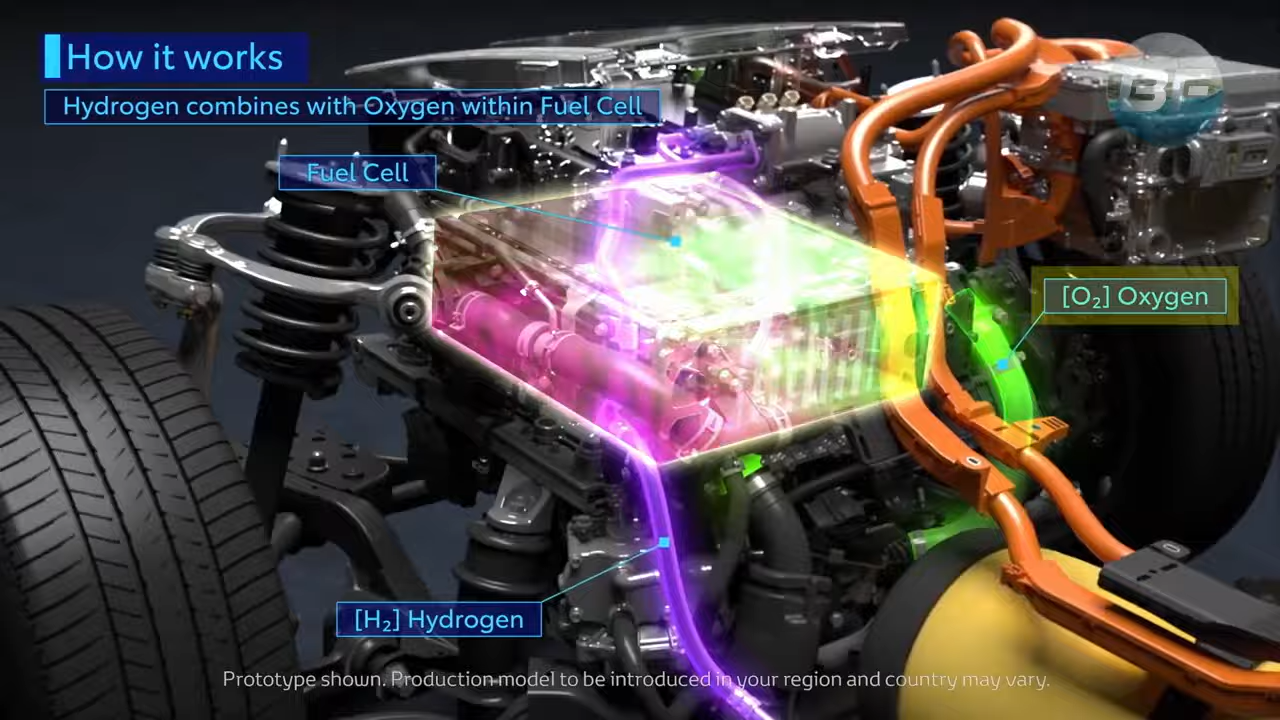 How it works
Hydrogen combines with Oxygen within Fuel Cell
Fuel Cell
[O₂] Oxygen
[H₂] Hydrogen
Prototype shown. Production model to be introduced in your region and country may vary.